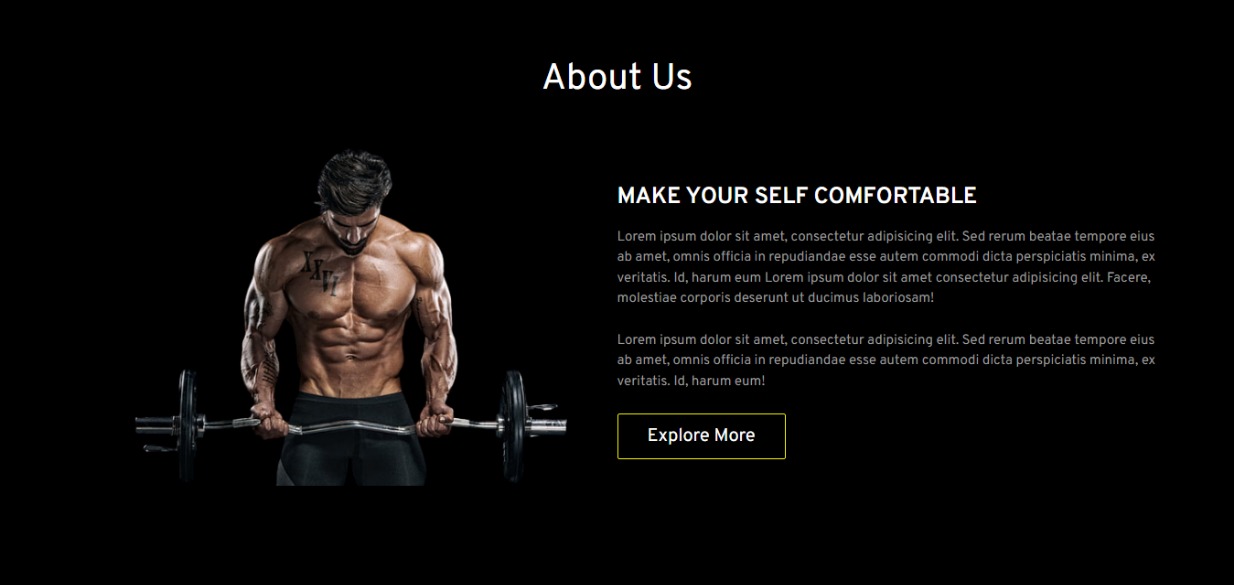 About Us
XXVI
MAKE YOUR SELF COMFORTABLE
Lorem ipsum dolor sit amet, consectetur adipisicing elit. Sed rerum beatae tempore eius
ab amet, omnis officia in repudiandae esse autem commodi dicta perspiciatis minima, ex
veritatis. Id, harum eum Lorem ipsum dolor sit amet consectetur adipisicing elit. Facere,
molestiae corporis deserunt ut ducimus laboriosam!
Lorem ipsum dolor sit amet, consectetur adipisicing elit. Sed rerum beatae tempore eius
ab amet, omnis officia in repudiandae esse autem commodi dicta perspiciatis minima, ex
veritatis. Id, harum eum!
Explore More